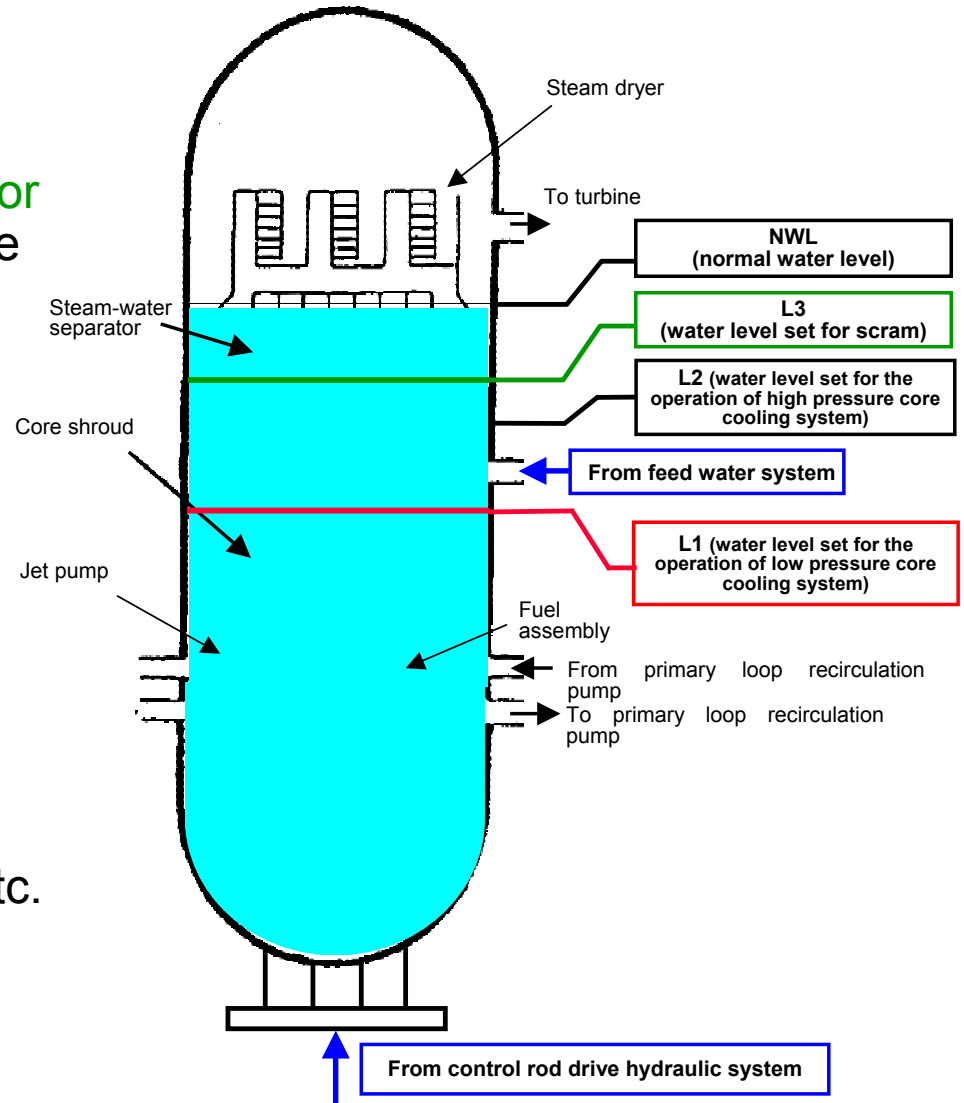 Steam dryer
or
To turbine
e
NWL
(normal water level)
Steam-water
separator
L3
(water level set for scram)
L2 (water level set for the
operation of high pressure core
cooling system)
Core shroud
From feed water system
L1 (water level set for the
operation of low pressure core
cooling system)
Jet pump
Fuel
assembly
From primary loop recirculation
pump
To primary loop recirculation
pump
tc.
From control rod drive hydraulic system